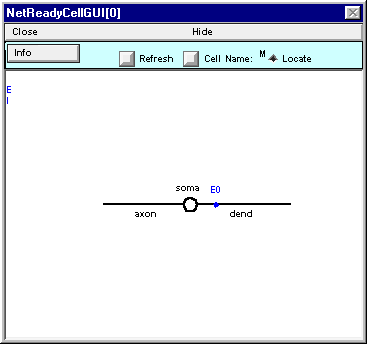 NetReadyCellGUI[0]
Close Hide
Info Refresh Cell Name: M Locate
E
I
soma E0
axon dend